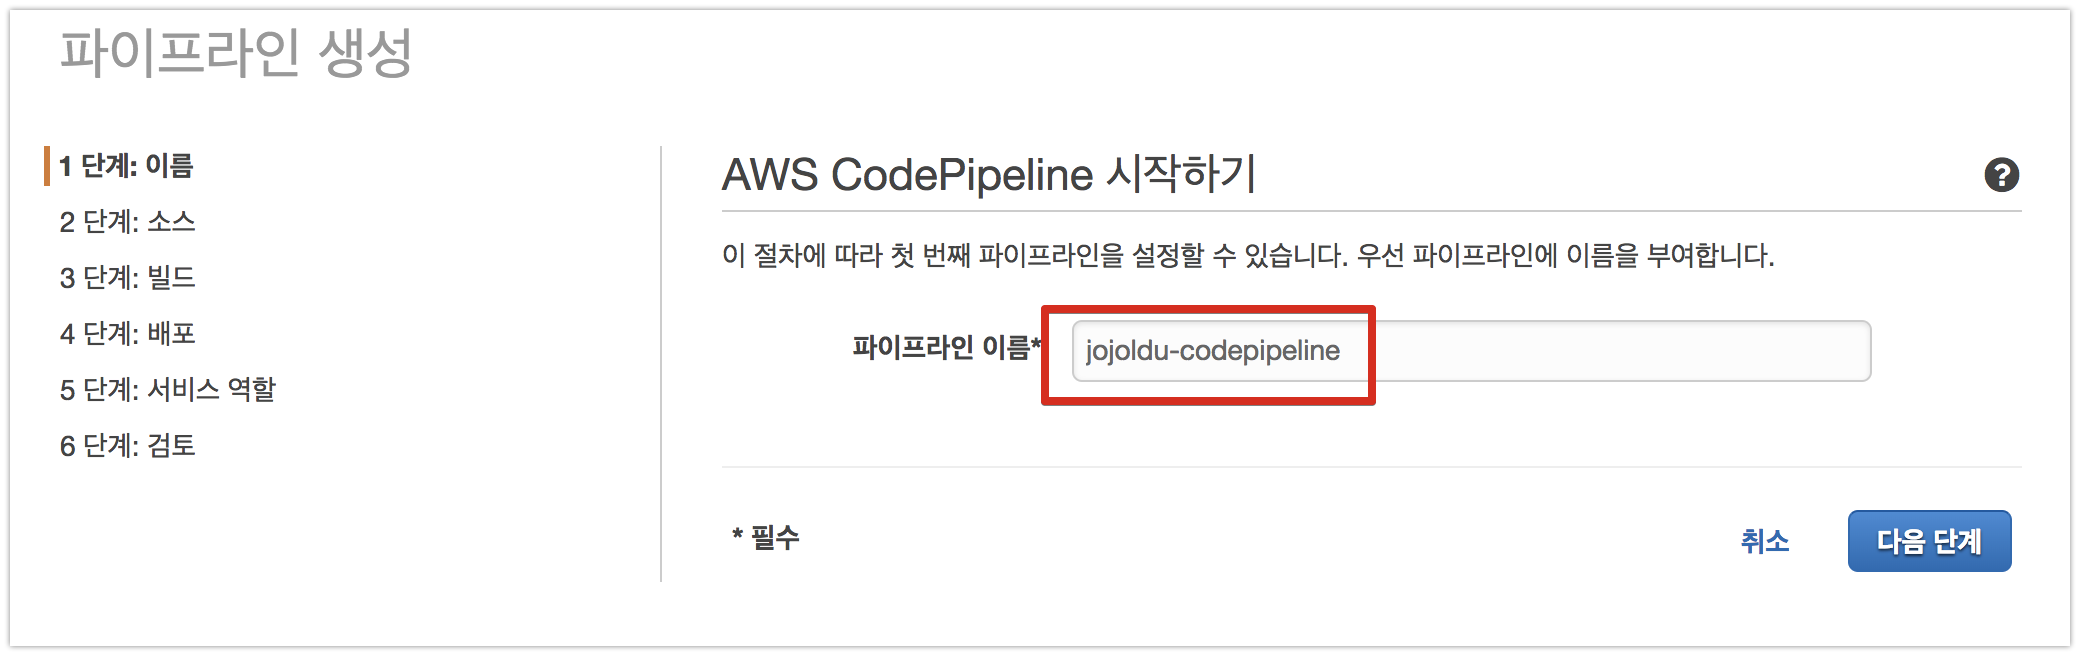 파이프라인 생성
1 단계: 이름
2 단계: 소스
3 단계: 빌드
4 단계: 배포
5 단계: 서비스 역할
6 단계: 검토
AWS CodePipeline 시작하기
?
이 절차에 따라 첫 번째 파이프라인을 설정할 수 있습니다. 우선 파이프라인에 이름을 부여합니다.
파이프라인 이름* jojoldu-codepipeline
* 필수
취소
다음 단계